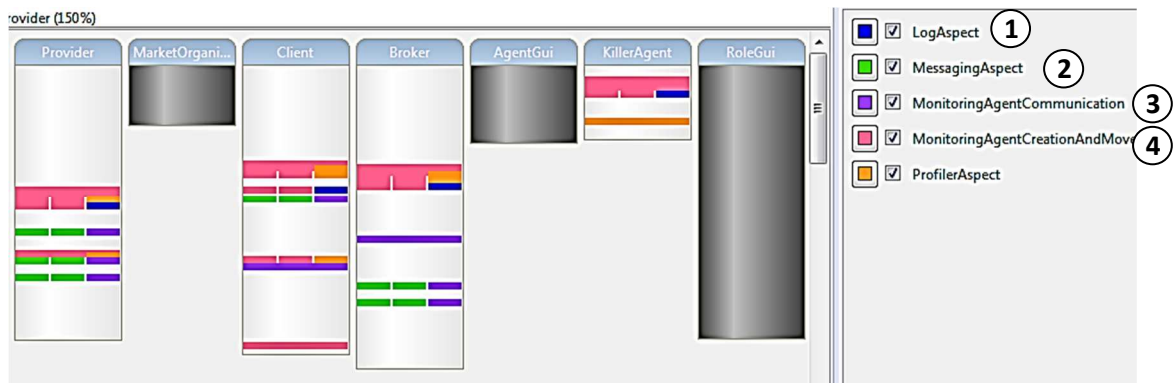 rovider (150%)
Provider
MarketOrgani...
Client
Broker
AgentGui
KillerAgent
RoleGui
LogAspect 1
MessagingAspect 2
MonitoringAgentCommunication 3
MonitoringAgentCreationAndMove 4
ProfilerAspect